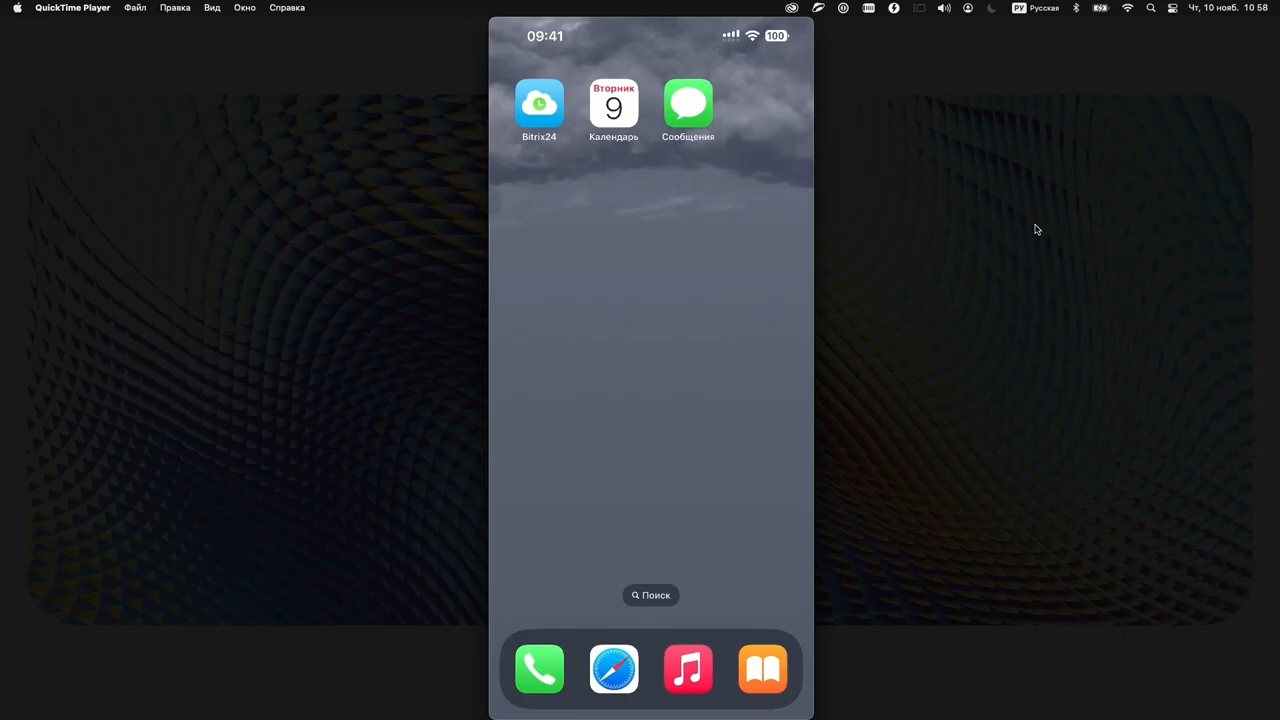 QuickTime Player Файл Правка Вид Окно Справка РУ Русская Чт, 10 нояб. 10 58
09:41 100
Вторник
9
Bitrix24 Календарь Сообщения
Поиск